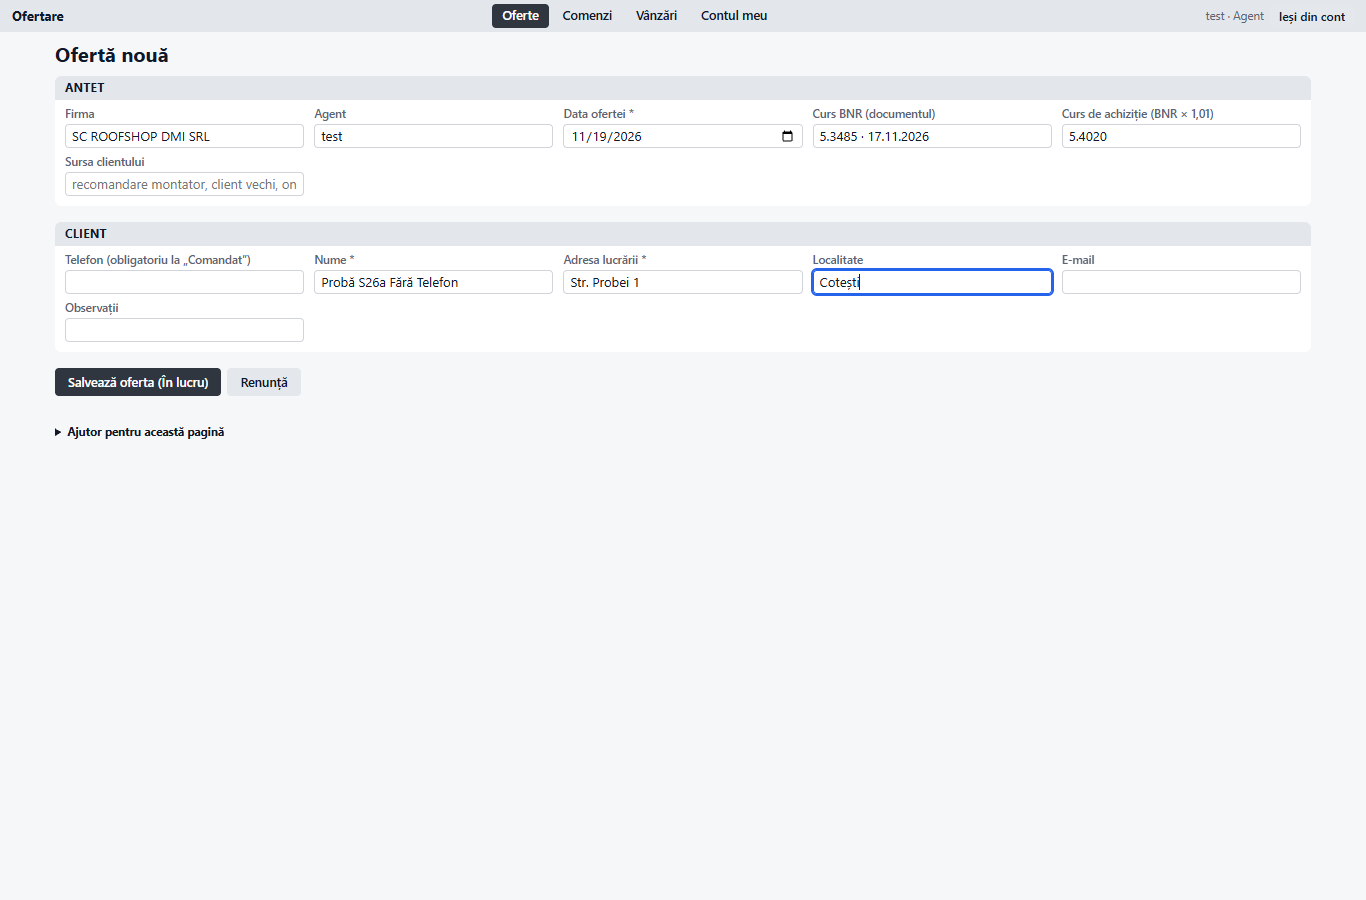 Ofertare
Oferte Comenzi Vânzări Contul meu
test · Agent Ieși din cont
Ofertă nouă
ANTET
Firma Agent Data ofertei * Curs BNR (documentul) Curs de achiziție (BNR × 1,01)
SC ROOFSHOP DMI SRL test 11/19/2026 5.3485 · 17.11.2026 5.4020
Sursa clientului
recomandare montator, client vechi, on
CLIENT
Telefon (obligatoriu la „Comandat”) Nume * Adresa lucrării * Localitate E-mail
Probă S26a Fără Telefon Str. Probei 1 Cotești
Observații
Salvează oferta (În lucru) Renunță
Ajutor pentru această pagină